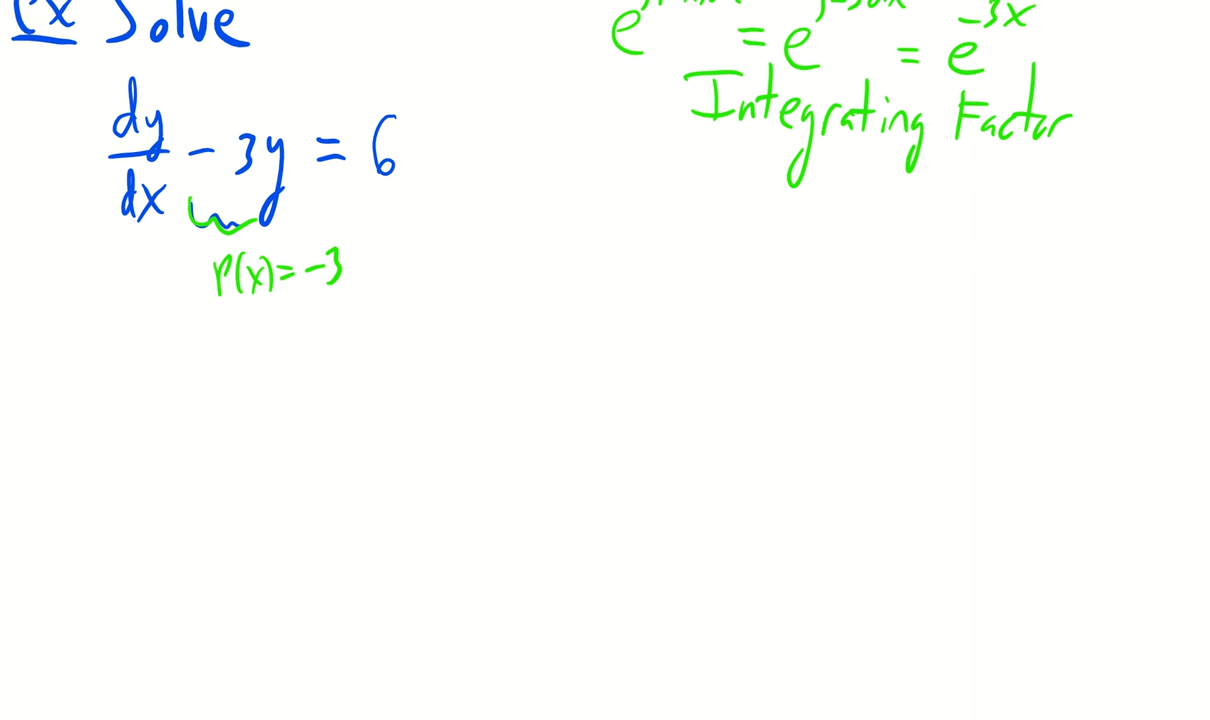 Ex Solve
dy/dx - 3y = 6
P(x) = -3
e = e = e^-3x
Integrating Factor